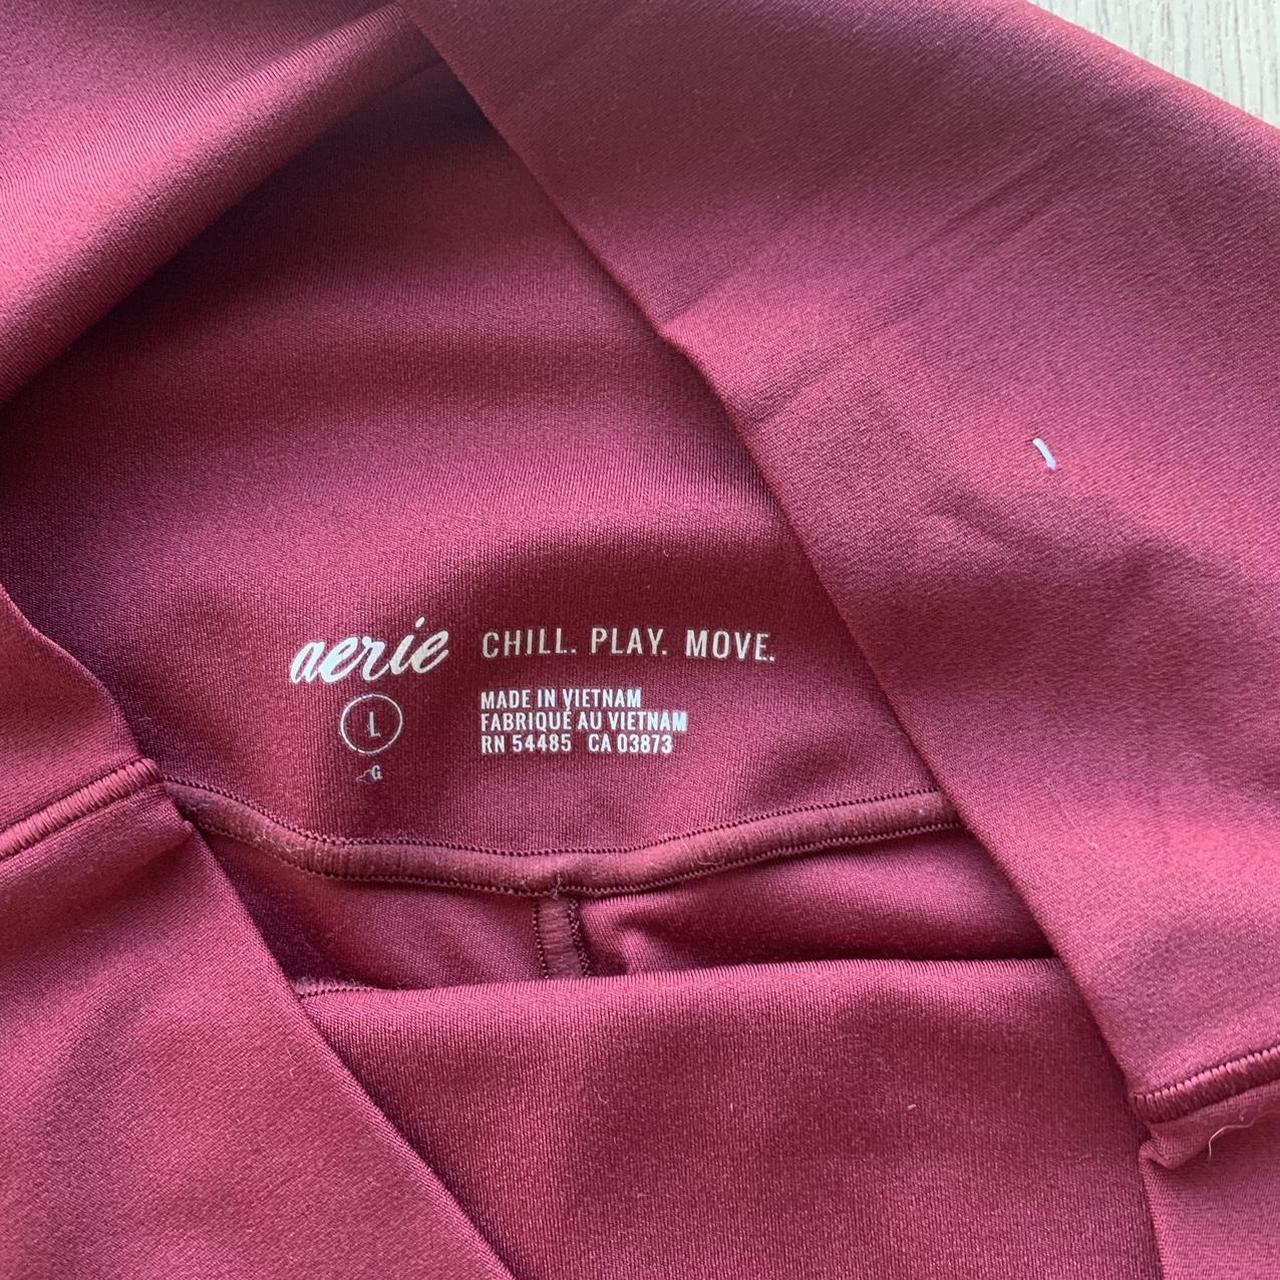 aerie CHILL. PLAY. MOVE.
L
G
MADE IN VIETNAM
FABRIQUÉ AU VIETNAM
RN 54485 CA 03873